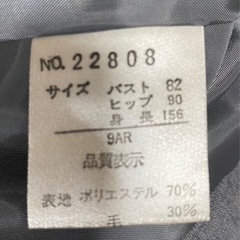 NO.22808
サイズ バスト 82
ヒップ 90
身長 156
9AR
品質表示
表地 ポリエステル 70%
毛 30%